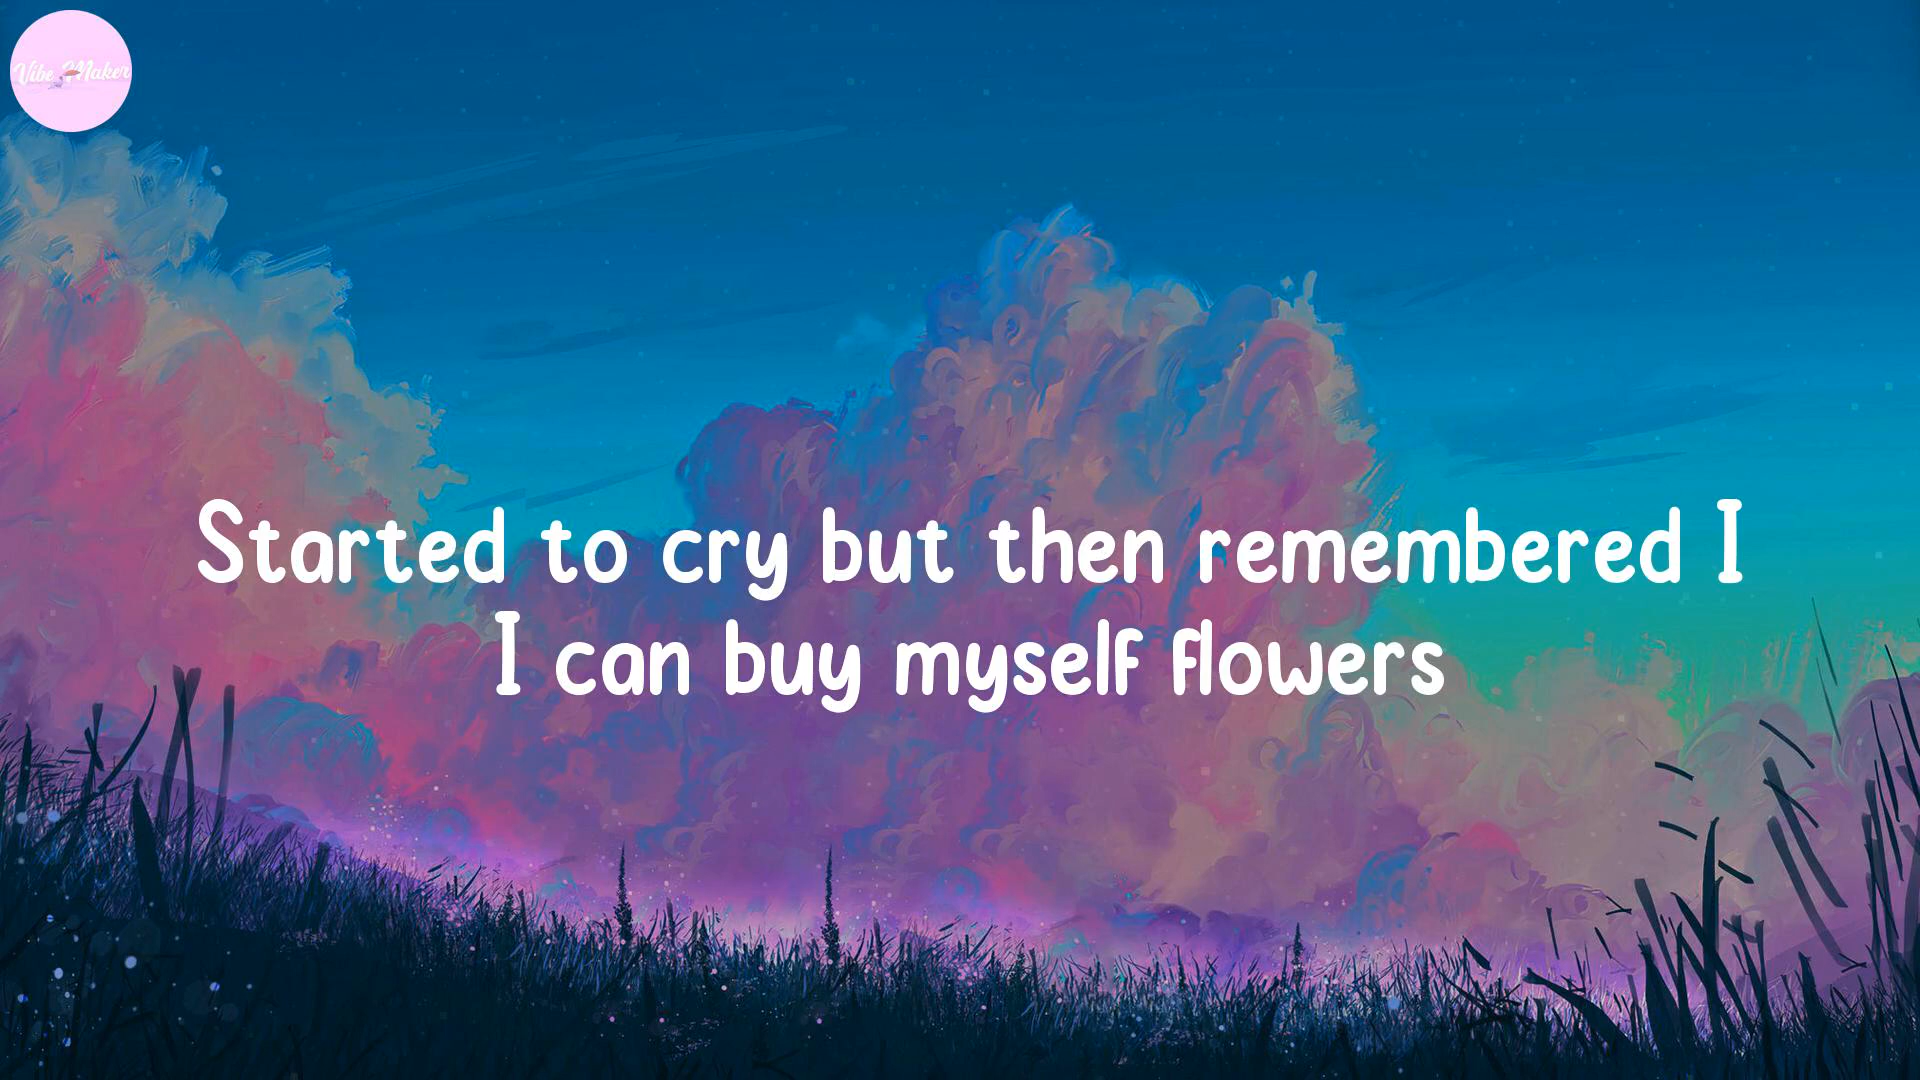 Vibe Maker
Started to cry but then remembered I
I can buy myself flowers